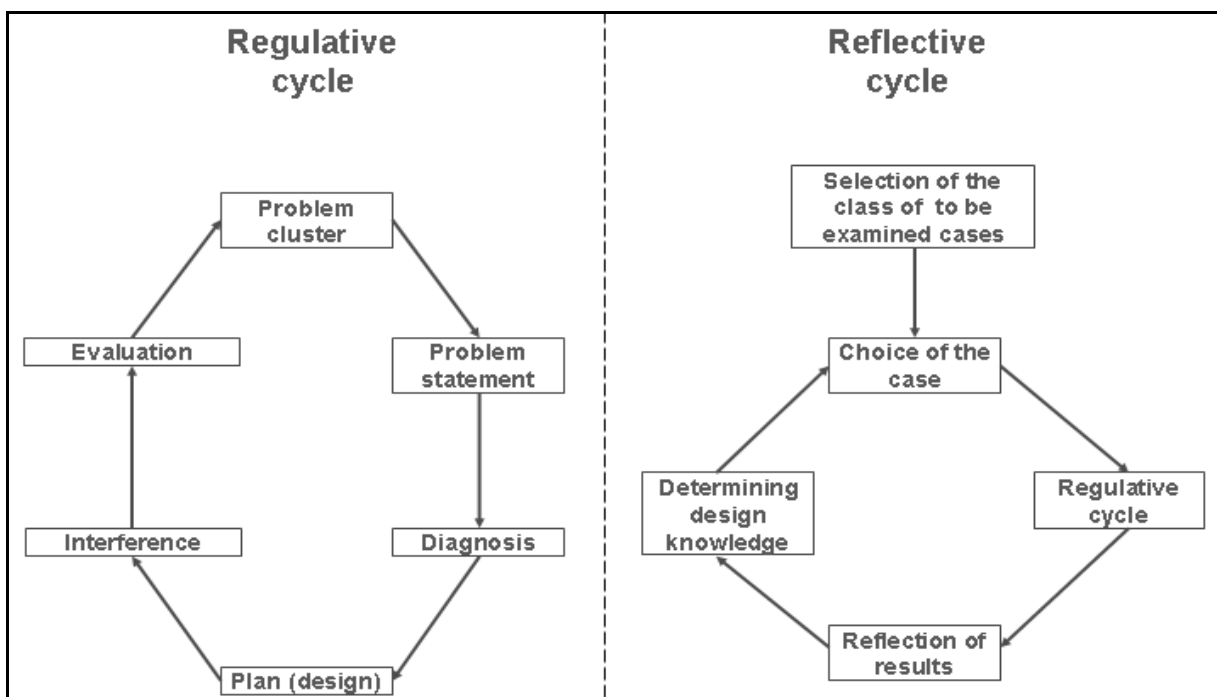 Regulative
cycle
Problem
cluster
Evaluation
Problem
statement
Interference
Diagnosis
Plan (design)
Reflective
cycle
Selection of the
class of to be
examined cases
Choice of the
case
Determining
design
knowledge
Regulative
cycle
Reflection of
results